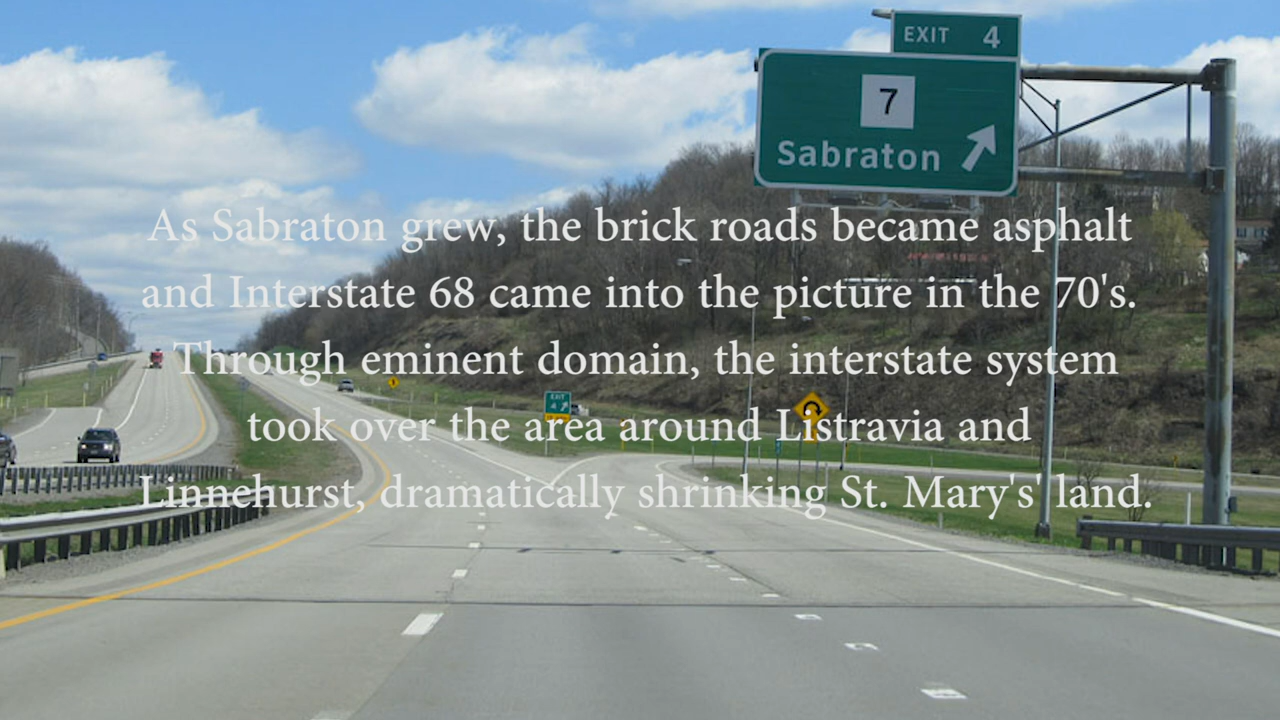 EXIT 4
7
Sabraton
As Sabraton grew, the brick roads became asphalt
and Interstate 68 came into the picture in the 70's.
Through eminent domain, the interstate system
took over the area around Listravia and
Linnehurst, dramatically shrinking St. Mary's' land.
EXIT
4